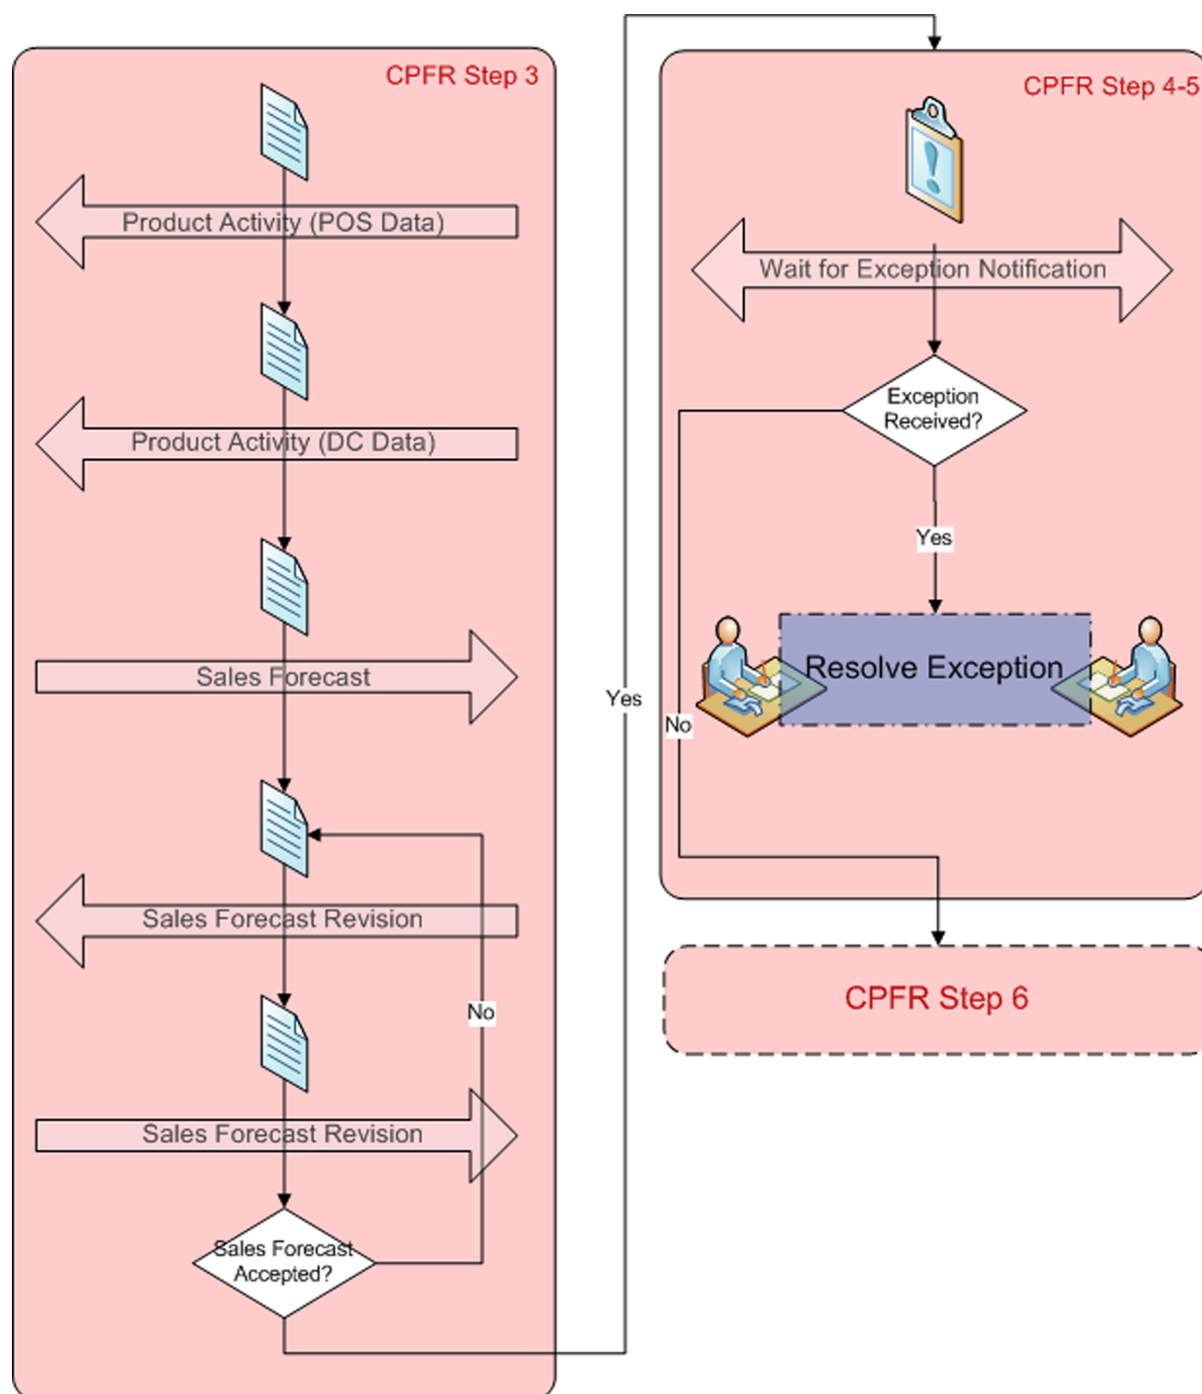 CPFR Step 3
Product Activity (POS Data)
Product Activity (DC Data)
Sales Forecast
Sales Forecast Revision
No
Sales Forecast Revision
Sales Forecast
Accepted?
Yes
CPFR Step 4-5
Wait for Exception Notification
Exception
Received?
Yes
Resolve Exception
No
CPFR Step 6